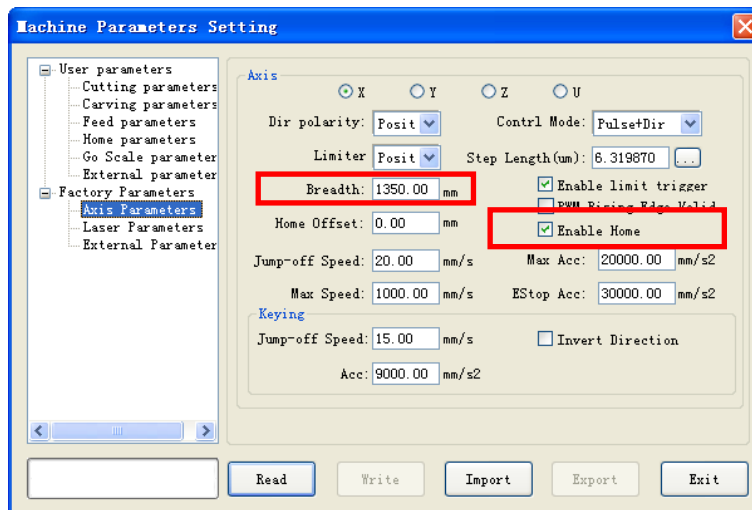 Machine Parameters Setting
User parameters
Cutting parameters
Carving parameters
Feed parameters
Home parameters
Go Scale parameter
External parameter
Factory Parameters
Axis Parameters
Laser Parameters
External Parameter
Axis
X Y Z U
Dir polarity: Posit Contrl Mode: Pulse+Dir
Limiter Posit Step Length(um): 6.319870 ...
Breadth: 1350.00 mm Enable limit trigger
PWM Rising Edge Valid
Home Offset: 0.00 mm Enable Home
Jump-off Speed: 20.00 mm/s Max Acc: 20000.00 mm/s2
Max Speed: 1000.00 mm/s EStop Acc: 30000.00 mm/s2
Keying
Jump-off Speed: 15.00 mm/s Invert Direction
Acc: 9000.00 mm/s2
Read Write Import Export Exit